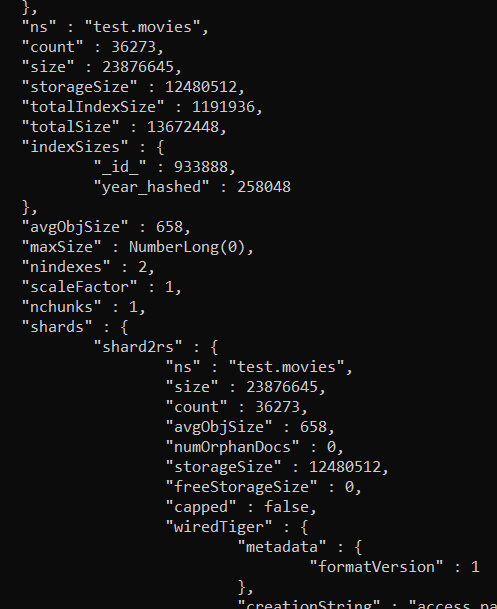 },
"ns" : "test.movies",
"count" : 36273,
"size" : 23876645,
"storageSize" : 12480512,
"totalIndexSize" : 1191936,
"totalSize" : 13672448,
"indexSizes" : {
"_id_" : 933888,
"year_hashed" : 258048
},
"avgObjSize" : 658,
"maxSize" : NumberLong(0),
"nindexes" : 2,
"scaleFactor" : 1,
"nchunks" : 1,
"shards" : {
"shard2rs" : {
"ns" : "test.movies",
"size" : 23876645,
"count" : 36273,
"avgObjSize" : 658,
"numOrphanDocs" : 0,
"storageSize" : 12480512,
"freeStorageSize" : 0,
"capped" : false,
"wiredTiger" : {
"metadata" : {
"formatVersion" : 1
},
"creationString" : "access_pa